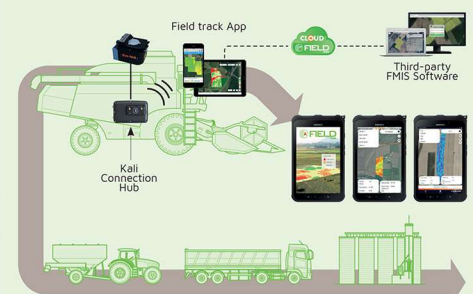 Field track App
CLOUD
FIELD
Third-party
FMIS Software
Kali
Connection
Hub
FIELD